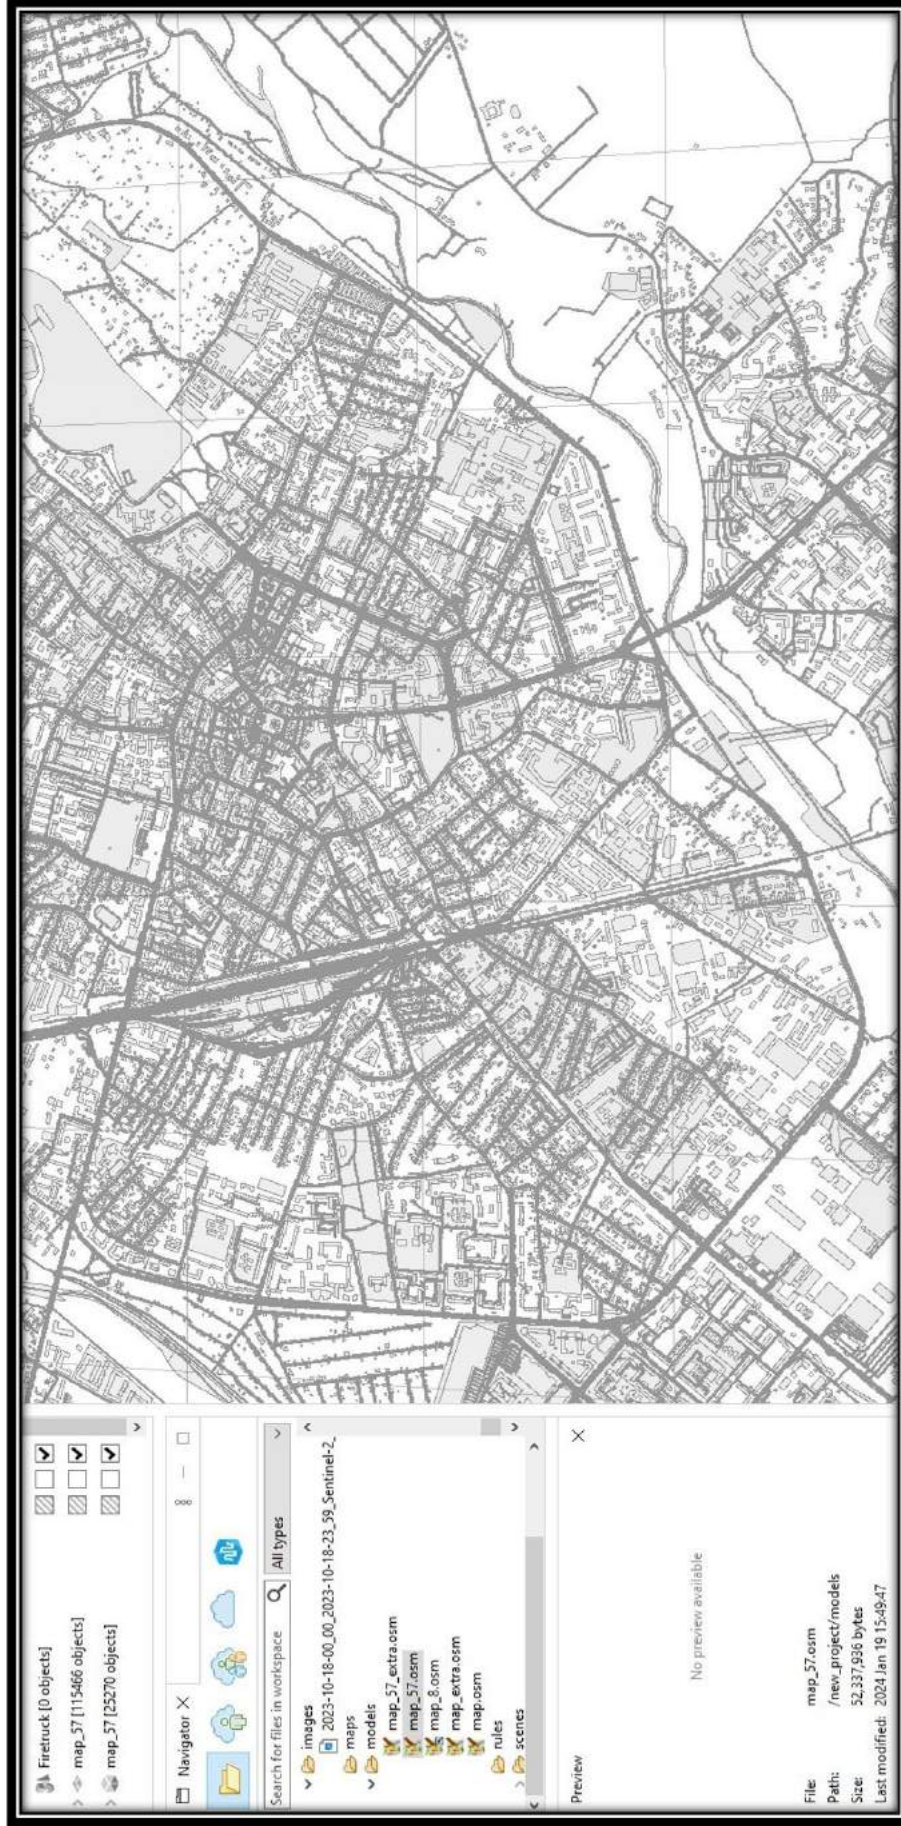 Firetruck [0 objects]
map_57 [115466 objects]
map_57 [25270 objects]
Navigator
Search for files in workspace
All types
images
2023-10-18-00_00_2023-10-18-23_59_Sentinel-2_
maps
models
map_57_extra.osm
map_57.osm
map_8.osm
map_extra.osm
map.osm
rules
scenes
Preview
No preview available
File: map_57.osm
Path: /new_project/models
Size: 52,337,936 bytes
Last modified: 2024 Jan 19 15:49:47